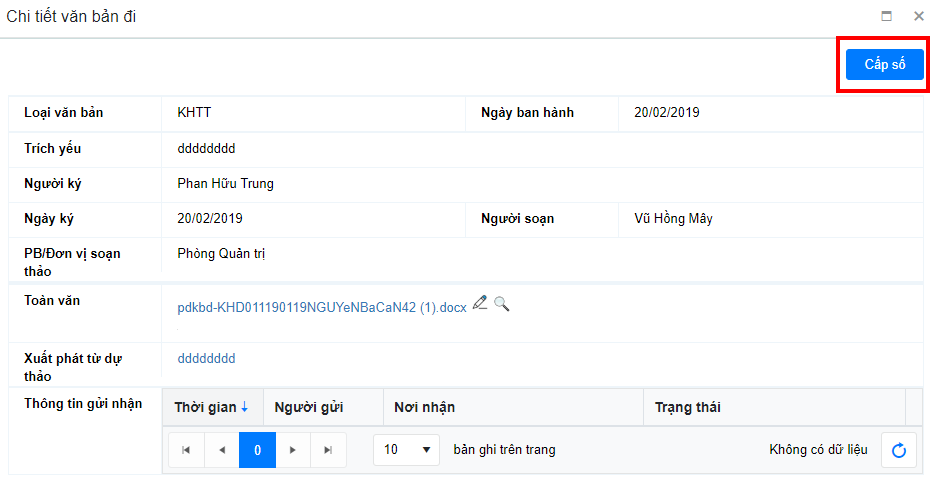 Chi tiết văn bản đi
Cấp số
Loại văn bản KHTT Ngày ban hành 20/02/2019
Trích yếu dddddddd
Người ký Phan Hữu Trung
Ngày ký 20/02/2019 Người soạn Vũ Hồng Mây
PB/Đơn vị soạn thảo Phòng Quản trị
Toàn văn pdkbd-KHD011190119NGUYeNBaCaN42 (1).docx
Xuất phát từ dự thảo dddddddd
Thông tin gửi nhận Thời gian Người gửi Nơi nhận Trạng thái
0 10 bản ghi trên trang Không có dữ liệu